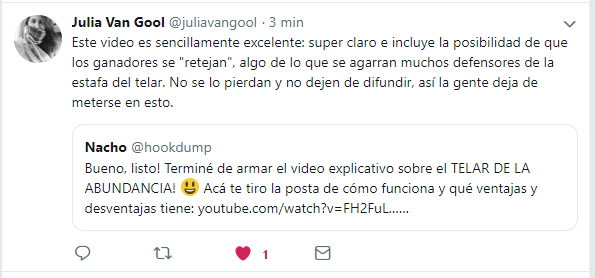 Julia Van Gool @juliavangool · 3 min
Este video es sencillamente excelente: super claro e incluye la posibilidad de que
los ganadores se "retejan", algo de lo que se agarran muchos defensores de la
estafa del telar. No se lo pierdan y no dejen de difundir, así la gente deja de
meterse en esto.
Nacho @hookdump
Bueno, listo! Terminé de armar el video explicativo sobre el TELAR DE LA
ABUNDANCIA! 😃 Acá te tiro la posta de cómo funciona y qué ventajas y
desventajas tiene: youtube.com/watch?v=FH2FuL......
1